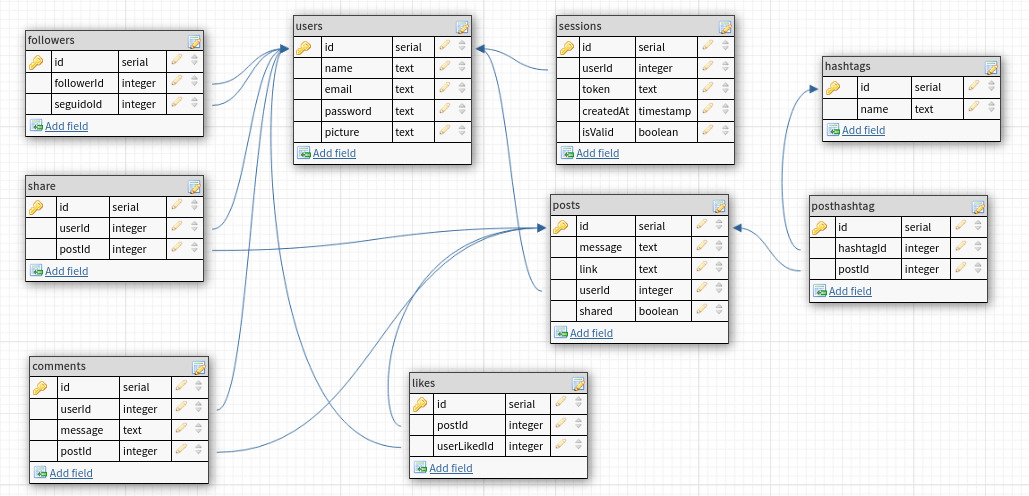 followers
id serial
followerId integer
seguidoId integer
Add field
users
id serial
name text
email text
password text
picture text
Add field
sessions
id serial
userId integer
token text
createdAt timestamp
isValid boolean
Add field
hashtags
id serial
name text
Add field
share
id serial
userId integer
postId integer
Add field
posts
id serial
message text
link text
userId integer
shared boolean
Add field
posthashtag
id serial
hashtagId integer
postId integer
Add field
comments
id serial
userId integer
message text
postId integer
Add field
likes
id serial
postId integer
userLikedId integer
Add field